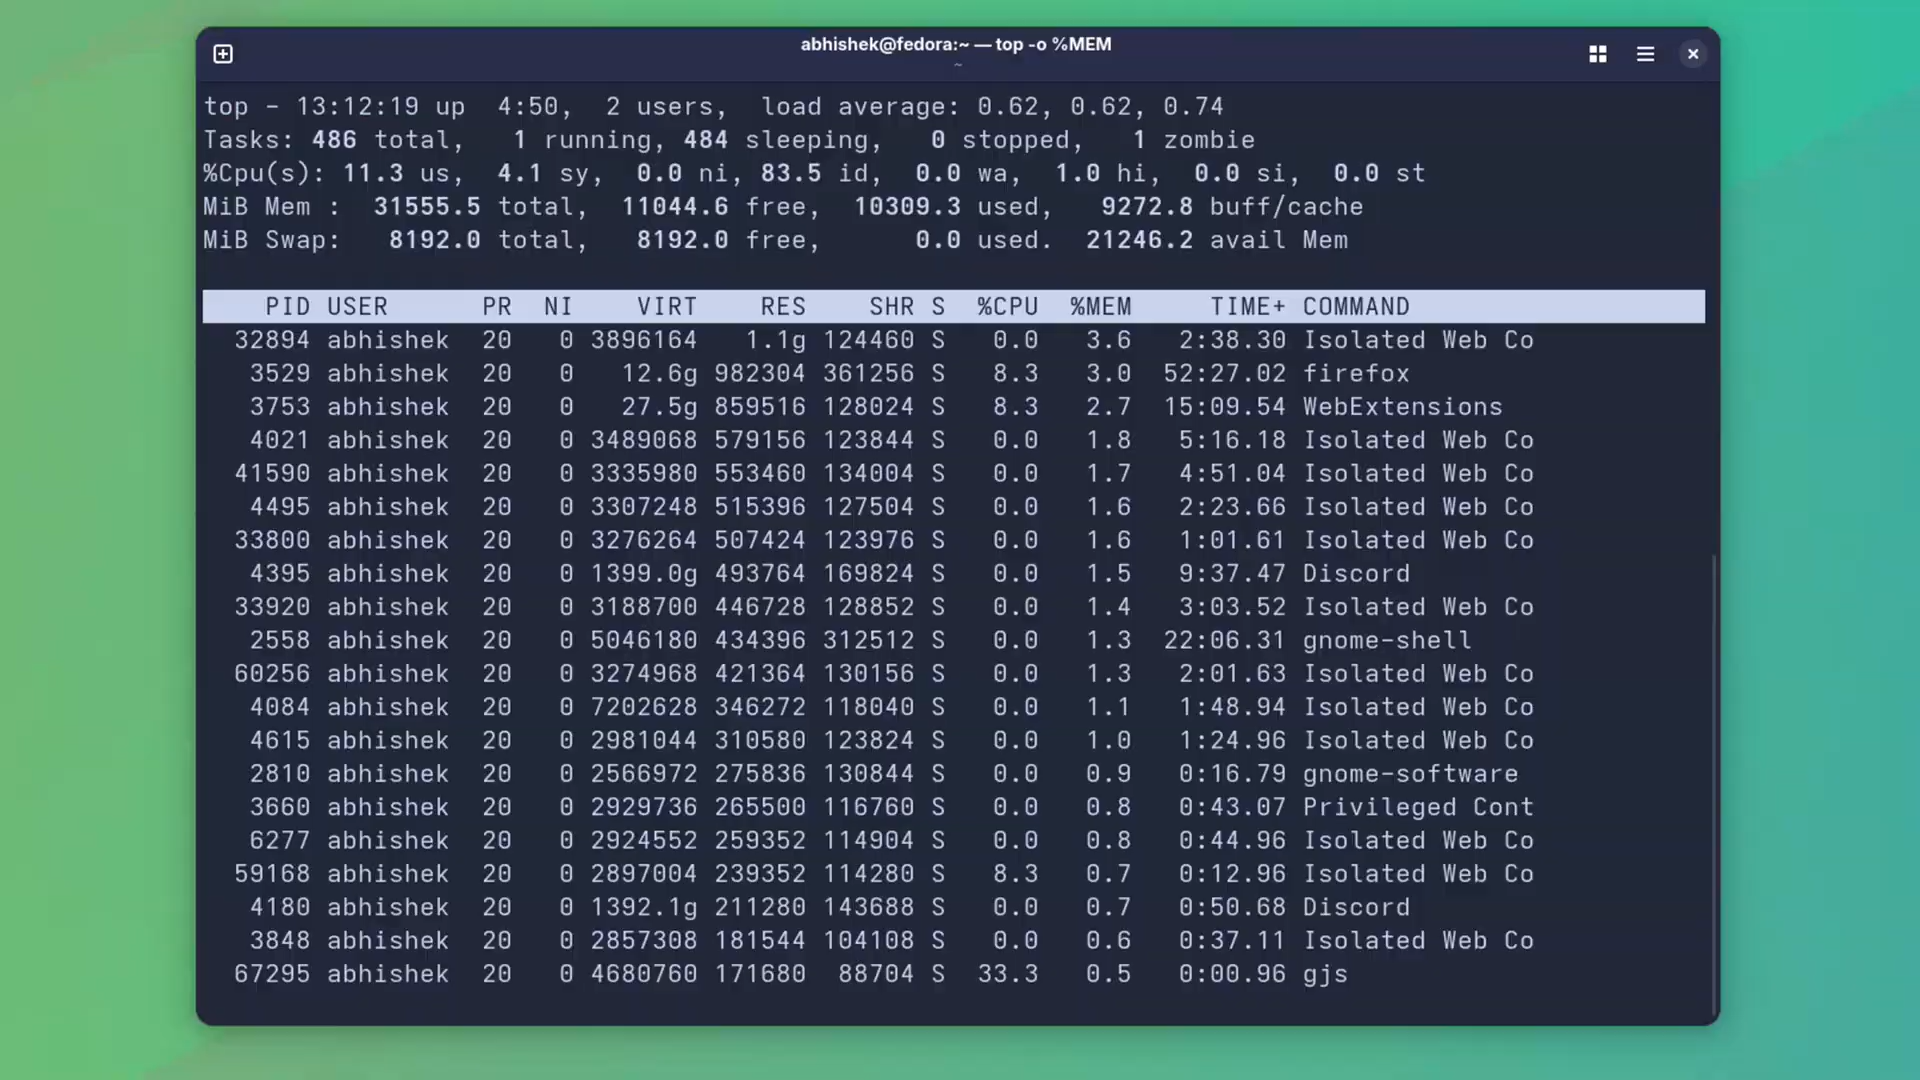 abhishek@fedora:~ — top -o %MEM
~
top - 13:12:19 up  4:50,  2 users,  load average: 0.62, 0.62, 0.74
Tasks: 486 total,   1 running, 484 sleeping,   0 stopped,   1 zombie
%Cpu(s): 11.3 us,  4.1 sy,  0.0 ni, 83.5 id,  0.0 wa,  1.0 hi,  0.0 si,  0.0 st
MiB Mem :  31555.5 total,  11044.6 free,  10309.3 used,   9272.8 buff/cache
MiB Swap:   8192.0 total,   8192.0 free,      0.0 used.  21246.2 avail Mem
PID USER      PR  NI    VIRT    RES    SHR S  %CPU  %MEM     TIME+ COMMAND
32894 abhishek  20   0 3896164   1.1g 124460 S   0.0   3.6   2:38.30 Isolated Web Co
3529 abhishek  20   0   12.6g 982304 361256 S   8.3   3.0  52:27.02 firefox
3753 abhishek  20   0   27.5g 859516 128024 S   8.3   2.7  15:09.54 WebExtensions
4021 abhishek  20   0 3489068 579156 123844 S   0.0   1.8   5:16.18 Isolated Web Co
41590 abhishek  20   0 3335980 553460 134004 S   0.0   1.7   4:51.04 Isolated Web Co
4495 abhishek  20   0 3307248 515396 127504 S   0.0   1.6   2:23.66 Isolated Web Co
33800 abhishek  20   0 3276264 507424 123976 S   0.0   1.6   1:01.61 Isolated Web Co
4395 abhishek  20   0 1399.0g 493764 169824 S   0.0   1.5   9:37.47 Discord
33920 abhishek  20   0 3188700 446728 128852 S   0.0   1.4   3:03.52 Isolated Web Co
2558 abhishek  20   0 5046180 434396 312512 S   0.0   1.3  22:06.31 gnome-shell
60256 abhishek  20   0 3274968 421364 130156 S   0.0   1.3   2:01.63 Isolated Web Co
4084 abhishek  20   0 7202628 346272 118040 S   0.0   1.1   1:48.94 Isolated Web Co
4615 abhishek  20   0 2981044 310580 123824 S   0.0   1.0   1:24.96 Isolated Web Co
2810 abhishek  20   0 2566972 275836 130844 S   0.0   0.9   0:16.79 gnome-software
3660 abhishek  20   0 2929736 265500 116760 S   0.0   0.8   0:43.07 Privileged Cont
6277 abhishek  20   0 2924552 259352 114904 S   0.0   0.8   0:44.96 Isolated Web Co
59168 abhishek  20   0 2897004 239352 114280 S   8.3   0.7   0:12.96 Isolated Web Co
4180 abhishek  20   0 1392.1g 211280 143688 S   0.0   0.7   0:50.68 Discord
3848 abhishek  20   0 2857308 181544 104108 S   0.0   0.6   0:37.11 Isolated Web Co
67295 abhishek  20   0 4680760 171680  88704 S  33.3   0.5   0:00.96 gjs